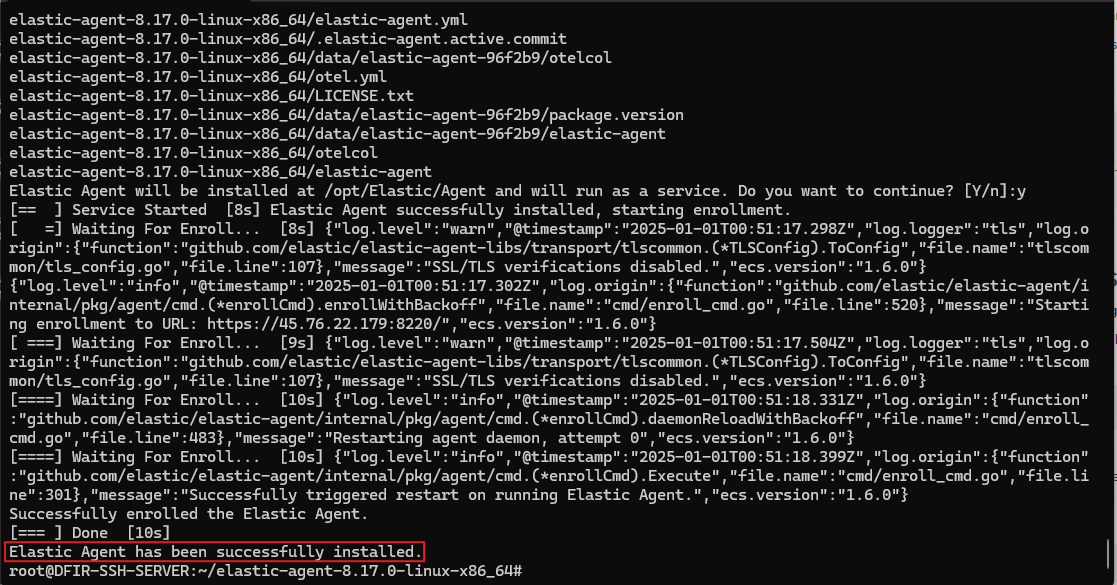 elastic-agent-8.17.0-linux-x86_64/elastic-agent.yml
elastic-agent-8.17.0-linux-x86_64/.elastic-agent.active.commit
elastic-agent-8.17.0-linux-x86_64/data/elastic-agent-96f2b9/otelcol
elastic-agent-8.17.0-linux-x86_64/otel.yml
elastic-agent-8.17.0-linux-x86_64/LICENSE.txt
elastic-agent-8.17.0-linux-x86_64/data/elastic-agent-96f2b9/package.version
elastic-agent-8.17.0-linux-x86_64/data/elastic-agent-96f2b9/elastic-agent
elastic-agent-8.17.0-linux-x86_64/otelcol
elastic-agent-8.17.0-linux-x86_64/elastic-agent
Elastic Agent will be installed at /opt/Elastic/Agent and will run as a service. Do you want to continue? [Y/n]:y
[==  ] Service Started  [8s] Elastic Agent successfully installed, starting enrollment.
[   =] Waiting For Enroll...  [8s] {"log.level":"warn","@timestamp":"2025-01-01T00:51:17.298Z","log.logger":"tls","log.o
rigin":{"function":"github.com/elastic/elastic-agent-libs/transport/tlscommon.(*TLSConfig).ToConfig","file.name":"tlscom
mon/tls_config.go","file.line":107},"message":"SSL/TLS verifications disabled.","ecs.version":"1.6.0"}
{"log.level":"info","@timestamp":"2025-01-01T00:51:17.302Z","log.origin":{"function":"github.com/elastic/elastic-agent/i
nternal/pkg/agent/cmd.(*enrollCmd).enrollWithBackoff","file.name":"cmd/enroll_cmd.go","file.line":520},"message":"Starti
ng enrollment to URL: https://45.76.22.179:8220/","ecs.version":"1.6.0"}
[ ===] Waiting For Enroll...  [9s] {"log.level":"warn","@timestamp":"2025-01-01T00:51:17.504Z","log.logger":"tls","log.o
rigin":{"function":"github.com/elastic/elastic-agent-libs/transport/tlscommon.(*TLSConfig).ToConfig","file.name":"tlscom
mon/tls_config.go","file.line":107},"message":"SSL/TLS verifications disabled.","ecs.version":"1.6.0"}
[====] Waiting For Enroll...  [10s] {"log.level":"info","@timestamp":"2025-01-01T00:51:18.331Z","log.origin":{"function"
:"github.com/elastic/elastic-agent/internal/pkg/agent/cmd.(*enrollCmd).daemonReloadWithBackoff","file.name":"cmd/enroll_
cmd.go","file.line":483},"message":"Restarting agent daemon, attempt 0","ecs.version":"1.6.0"}
[====] Waiting For Enroll...  [10s] {"log.level":"info","@timestamp":"2025-01-01T00:51:18.399Z","log.origin":{"function"
:"github.com/elastic/elastic-agent/internal/pkg/agent/cmd.(*enrollCmd).Execute","file.name":"cmd/enroll_cmd.go","file.li
ne":301},"message":"Successfully triggered restart on running Elastic Agent.","ecs.version":"1.6.0"}
Successfully enrolled the Elastic Agent.
[=== ] Done  [10s]
Elastic Agent has been successfully installed.
root@DFIR-SSH-SERVER:~/elastic-agent-8.17.0-linux-x86_64#